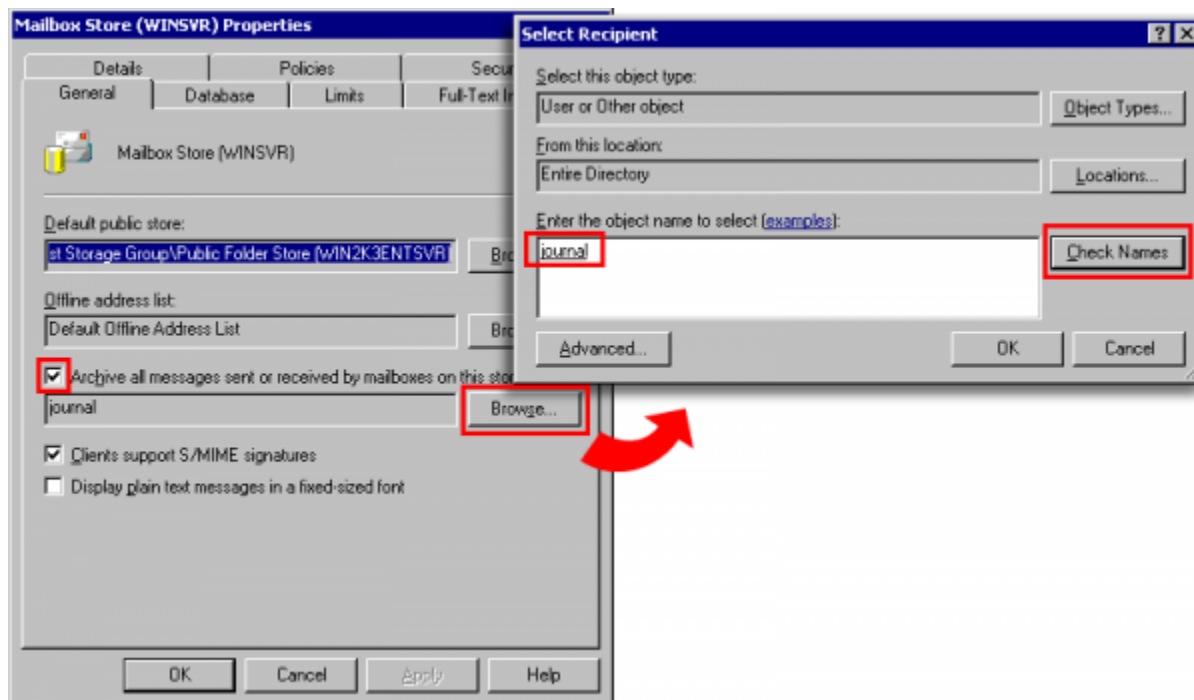 Mailbox Store (WINSVR) Properties
Details Policies Secur
General Database Limits Full-Text In
Mailbox Store (WINSVR)
Default public store:
st Storage Group\Public Folder Store (WIN2K3ENTSVR) Bro
Offline address list:
Default Offline Address List Bro
Archive all messages sent or received by mailboxes on this stor
journal Browse...
Clients support S/MIME signatures
Display plain text messages in a fixed-sized font
OK Cancel Apply Help
Select Recipient
Select this object type:
User or Other object Object Types...
From this location:
Entire Directory Locations...
Enter the object name to select (examples):
journal Check Names
Advanced... OK Cancel